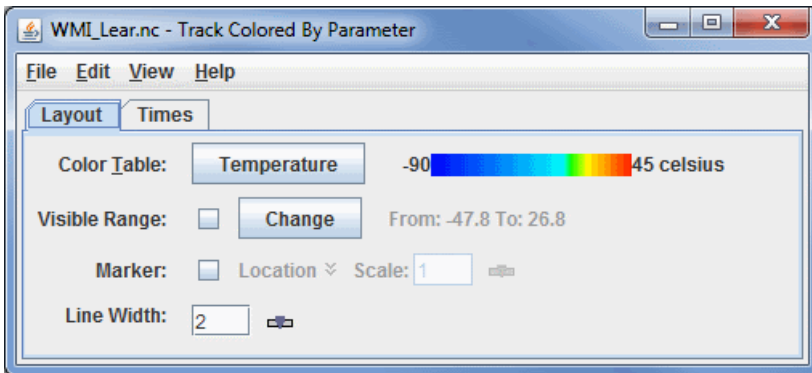 WMI_Lear.nc - Track Colored By Parameter
File Edit View Help
Layout Times
Color Table: Temperature -90 45 celsius
Visible Range: Change From: -47.8 To: 26.8
Marker: Location Scale: 1
Line Width: 2